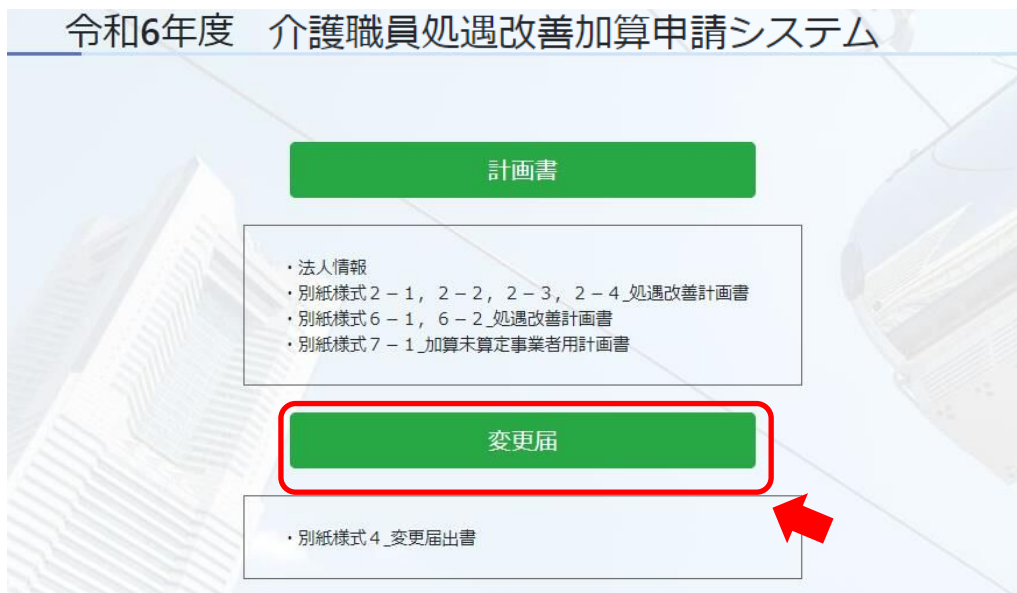 令和6年度　介護職員処遇改善加算申請システム
計画書
・法人情報
・別紙様式２－１，２－２，２－３，２－４_処遇改善計画書
・別紙様式６－１，６－２_処遇改善計画書
・別紙様式７－１_加算未算定事業者用計画書
変更届
・別紙様式４_変更届出書